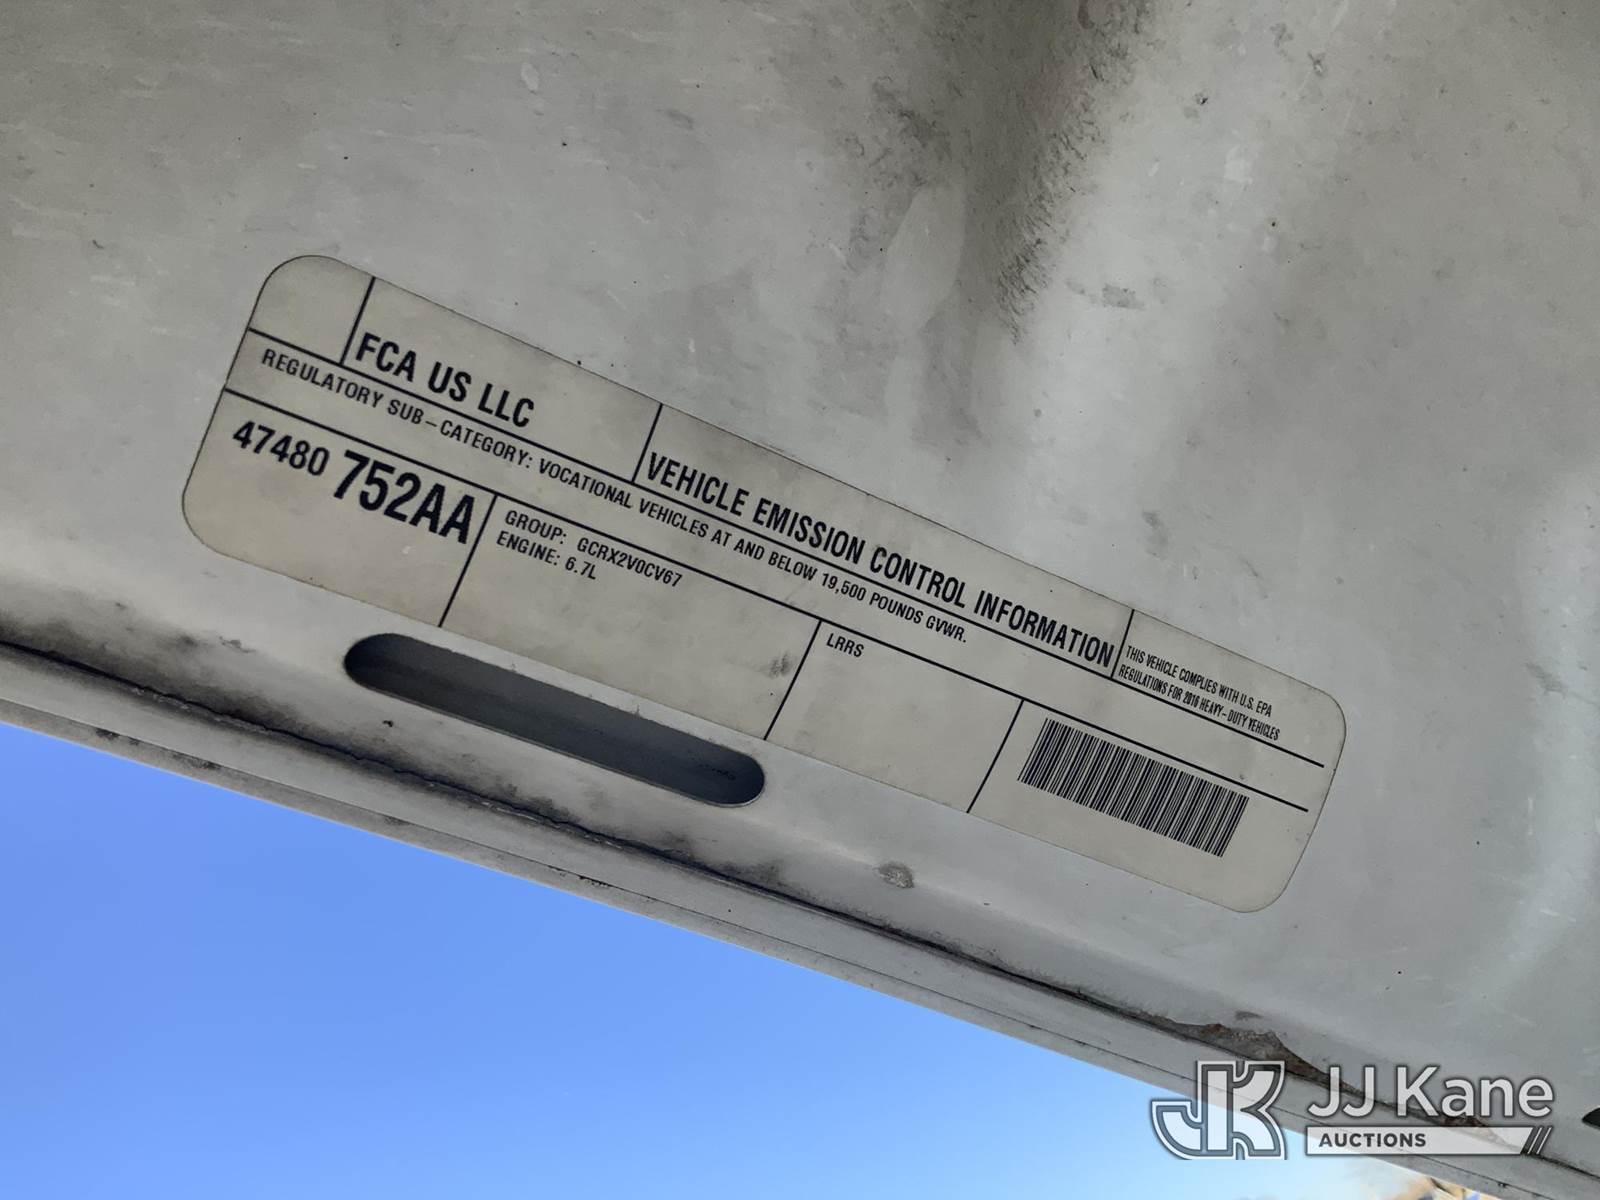 FCA US LLC
VEHICLE EMISSION CONTROL INFORMATION
THIS VEHICLE COMPLIES WITH U.S. EPA
REGULATIONS FOR 2016 HEAVY-DUTY VEHICLES
REGULATORY SUB-CATEGORY: VOCATIONAL VEHICLES AT AND BELOW 19,500 POUNDS GVWR.
47480 752AA
GROUP: GCRX2VOCV67
ENGINE: 6.7L
LRRS
JK
JJ Kane
AUCTIONS